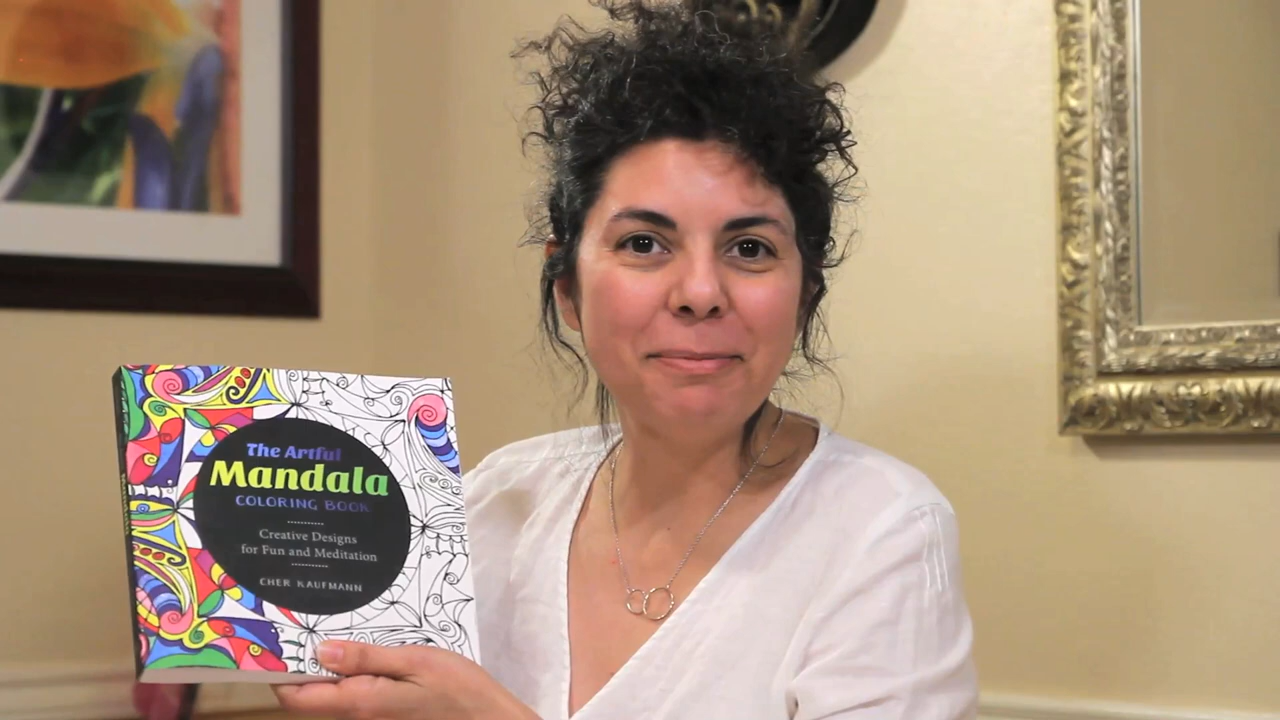 The Artful
Mandala
COLORING BOOK
Creative Designs
for Fun and Meditation
CHER KAUFMANN